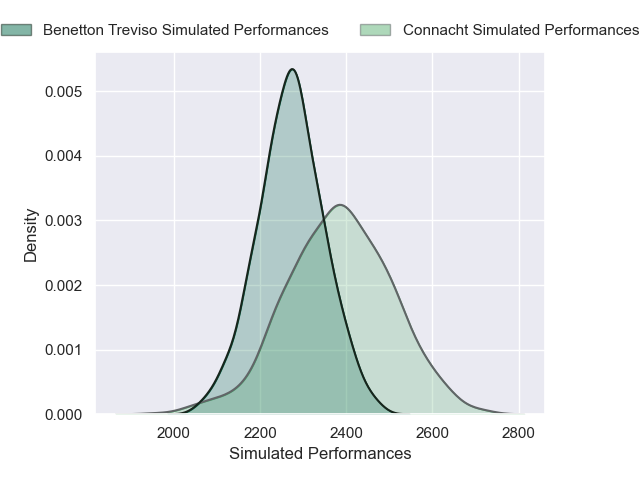 Benetton Treviso Simulated Performances
Connacht Simulated Performances
0.005
0.004
0.003
0.002
0.001
0.000
Density
2000
2200
2400
2600
2800
Simulated Performances